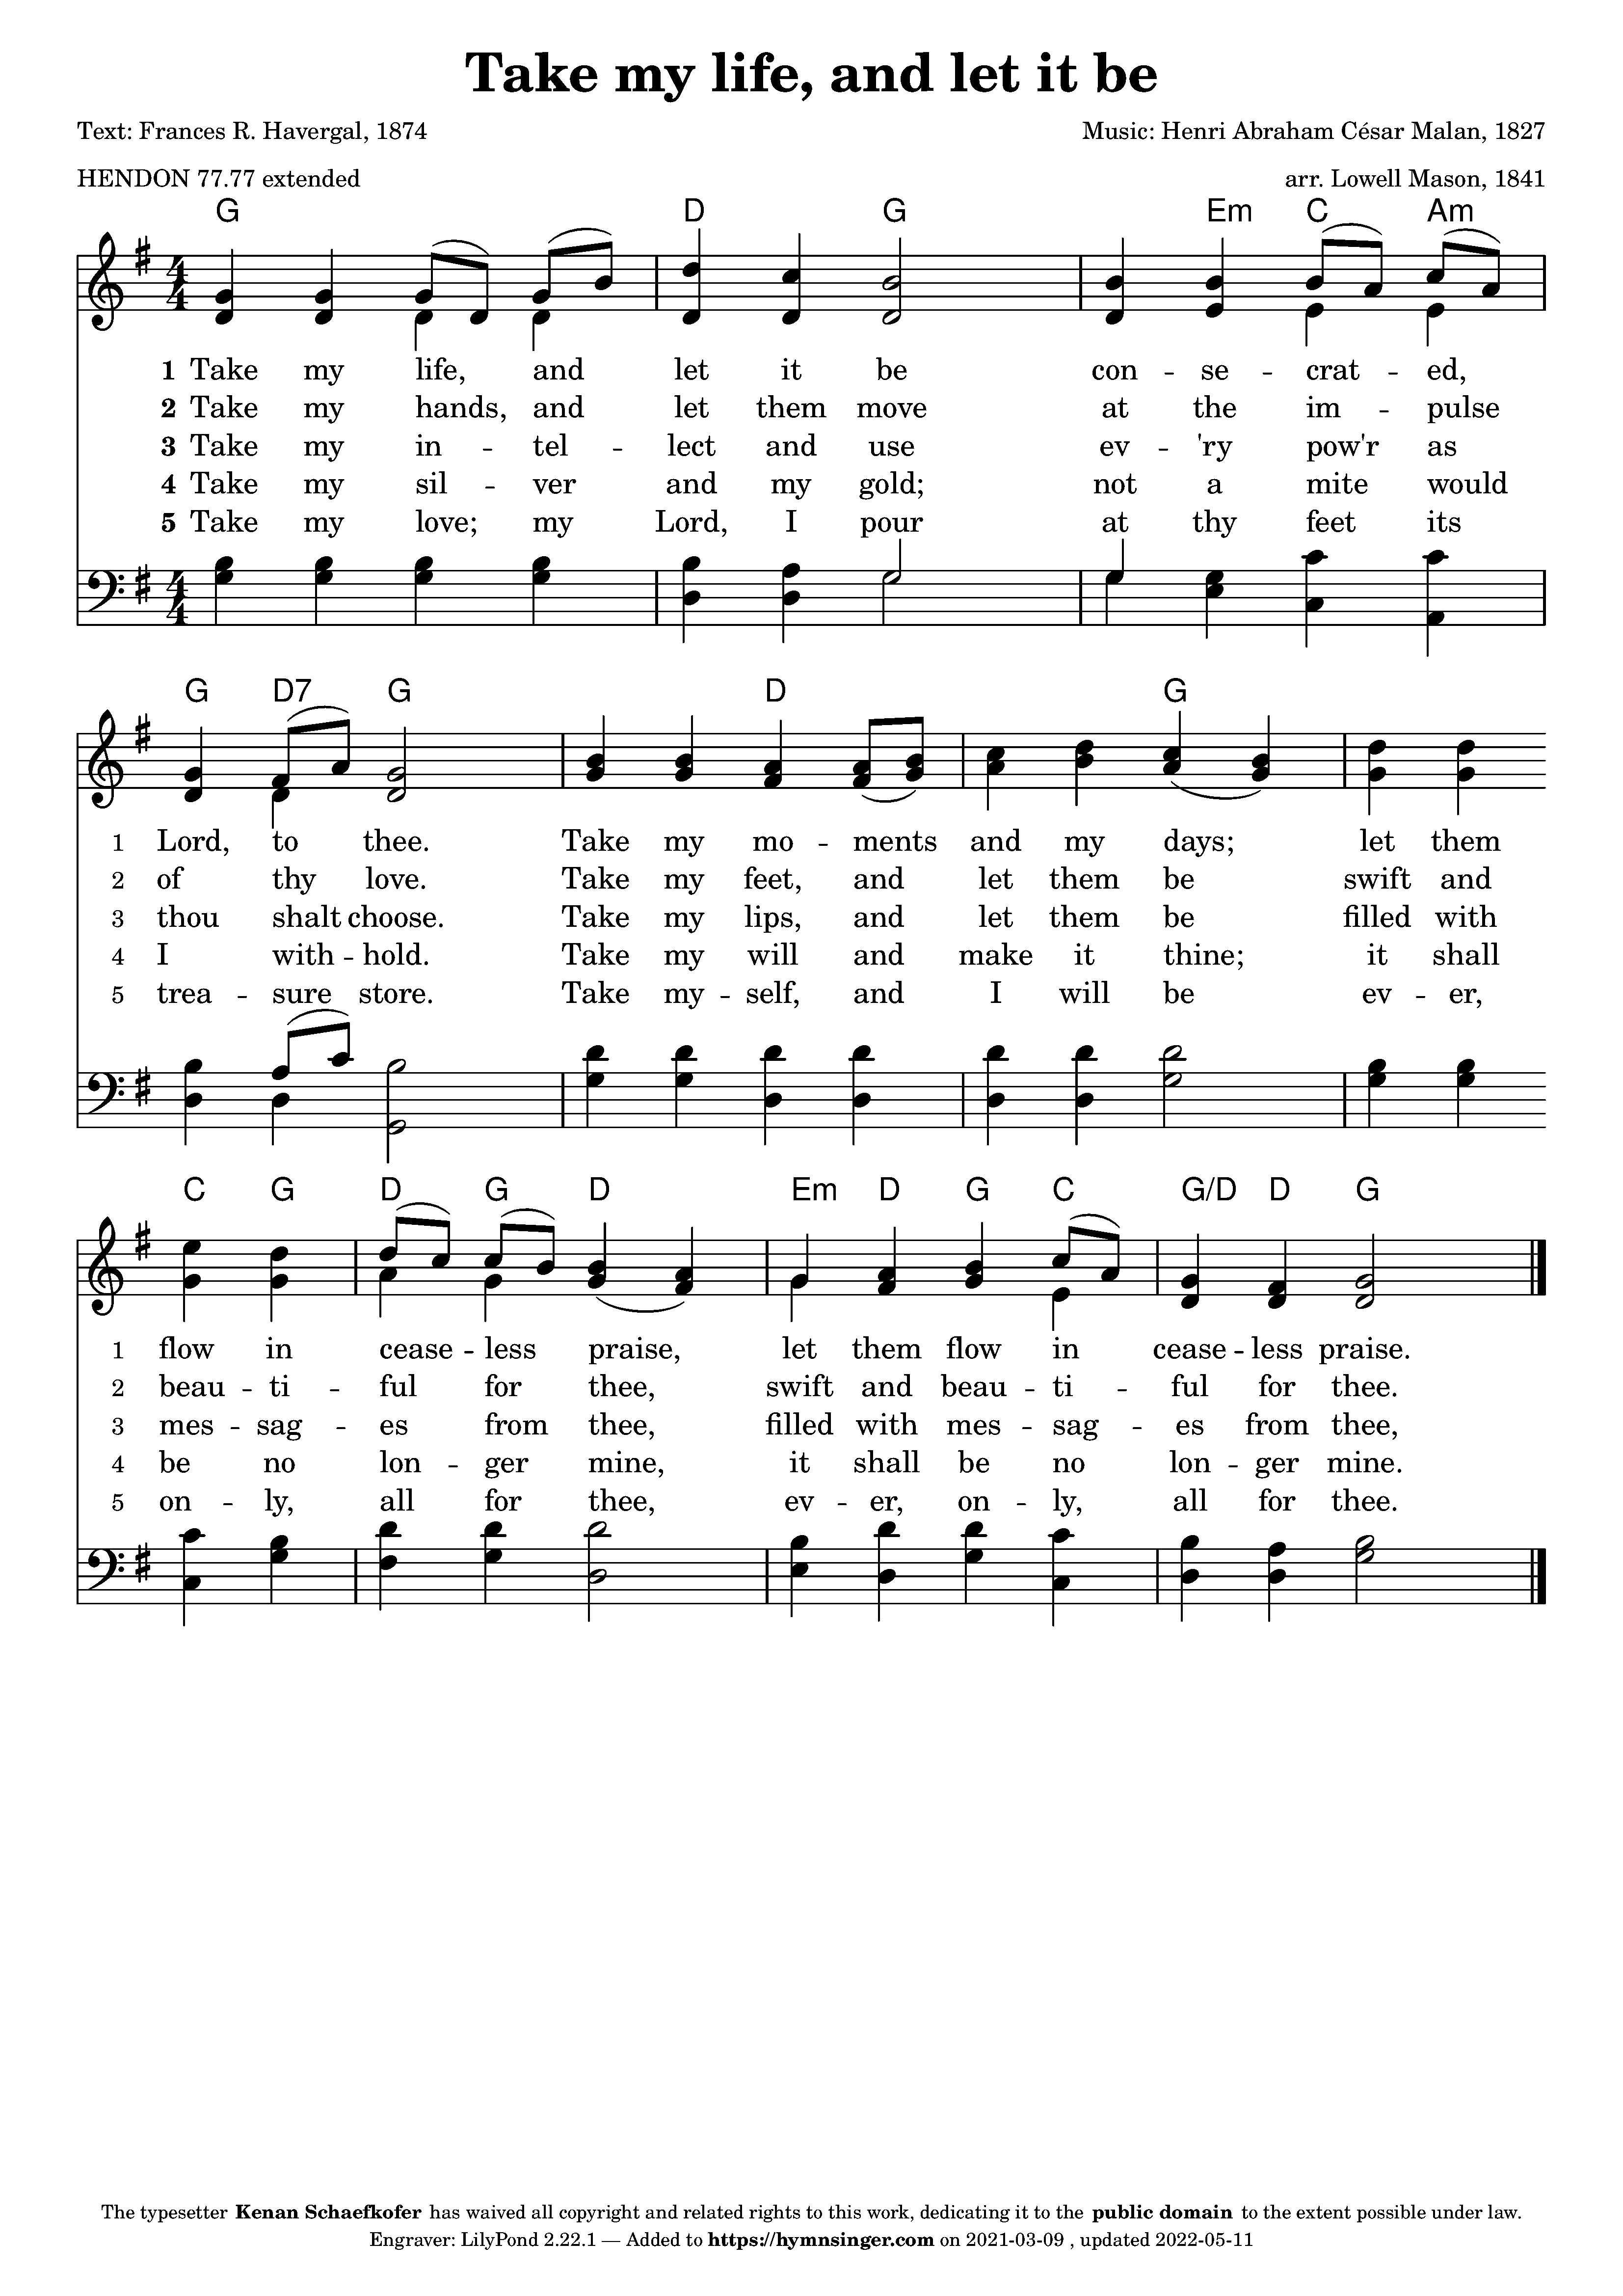 Take my life, and let it be
Text: Frances R. Havergal, 1874
Music: Henri Abraham César Malan, 1827
HENDON 77.77 extended
arr. Lowell Mason, 1841
G D G Em C Am
4 4
1 Take my life, and let it be con -- se -- crat -- ed,
2 Take my hands, and let them move at the im -- pulse
3 Take my in -- tel -- lect and use ev -- 'ry pow'r as
4 Take my sil -- ver and my gold; not a mite would
5 Take my love; my Lord, I pour at thy feet its
4 4
G D7 G D G
1 Lord, to thee. Take my mo -- ments and my days; let them
2 of thy love. Take my feet, and let them be swift and
3 thou shalt choose. Take my lips, and let them be filled with
4 I with -- hold. Take my will and make it thine; it shall
5 trea -- sure store. Take my -- self, and I will be ev -- er,
C G D G D Em D G C G/D D G
1 flow in cease -- less praise, let them flow in cease -- less praise.
2 beau -- ti -- ful for thee, swift and beau -- ti -- ful for thee.
3 mes -- sag -- es from thee, filled with mes -- sag -- es from thee,
4 be no lon -- ger mine, it shall be no lon -- ger mine.
5 on -- ly, all for thee, ev -- er, on -- ly, all for thee.
The typesetter Kenan Schaefkofer has waived all copyright and related rights to this work, dedicating it to the public domain to the extent possible under law.
Engraver: LilyPond 2.22.1 — Added to https://hymnsinger.com on 2021-03-09 , updated 2022-05-11